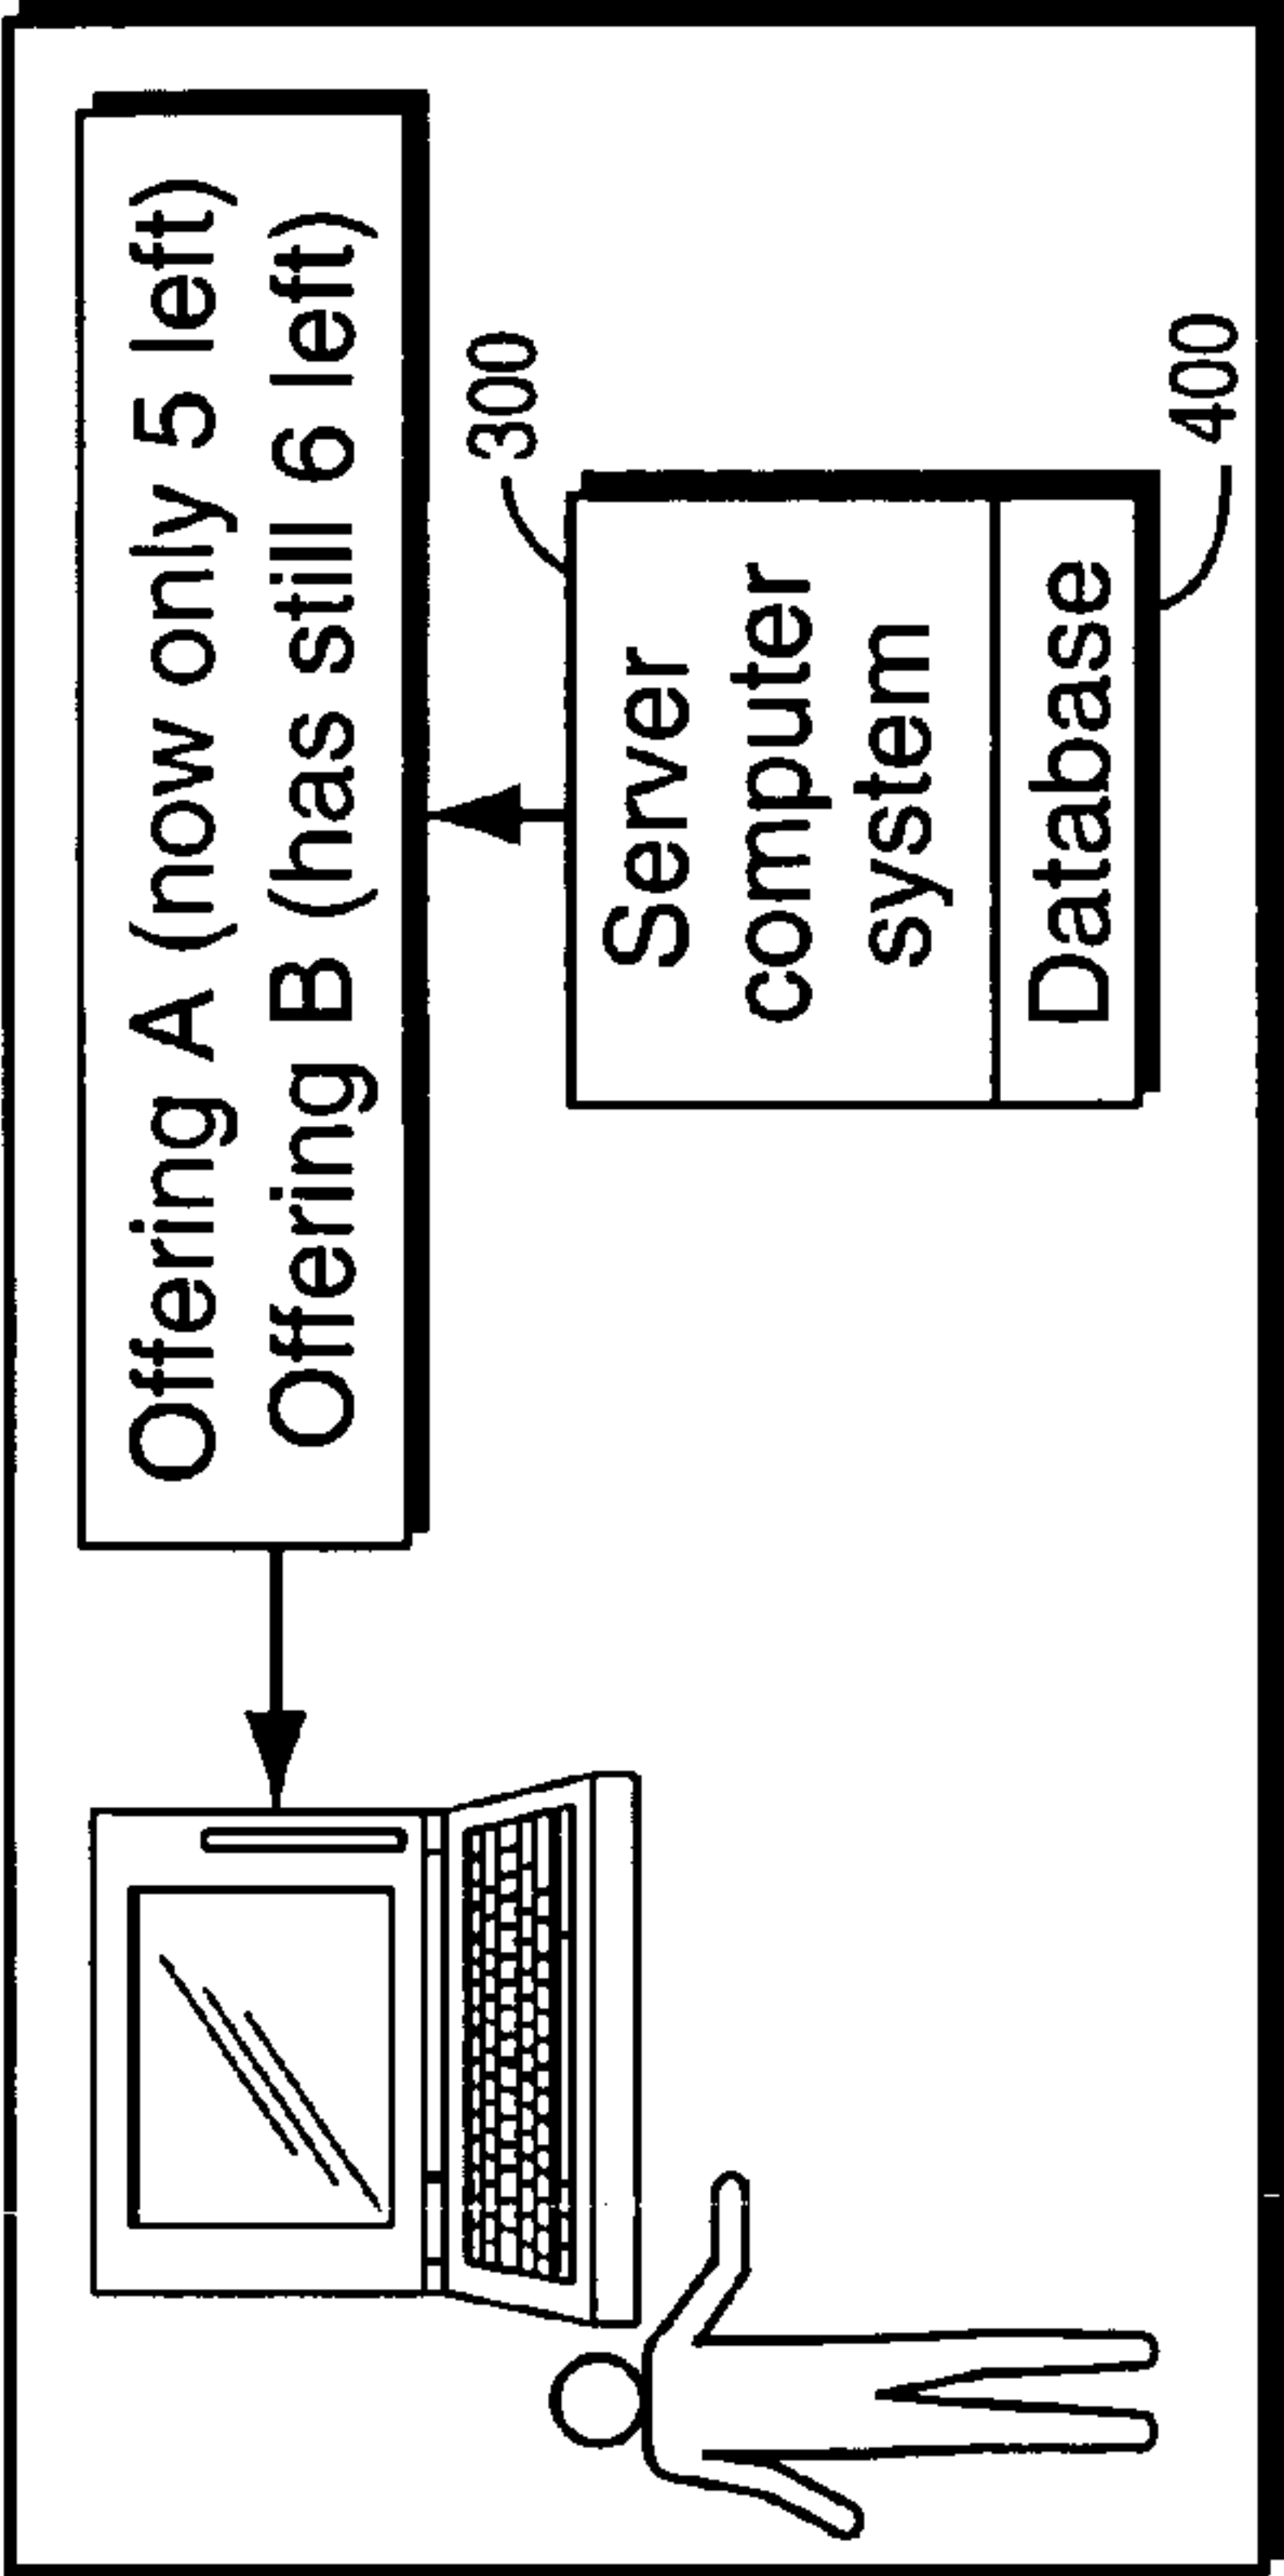 Offering A (now only 5 left)
Offering B (has still 6 left)
300
Server
computer
system
Database
400